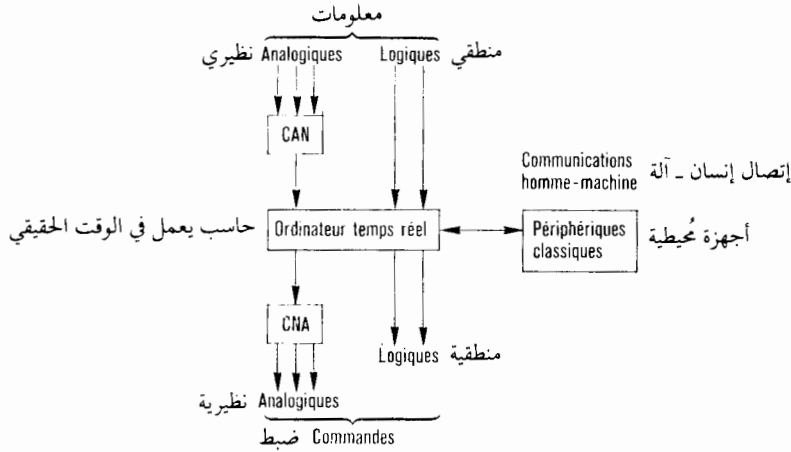 معلومات
نظيري Analogiques Logiques منطقي
CAN
Communications
homme-machine إتصال إنسان ـ آلة
حاسب يعمل في الوقت الحقيقي Ordinateur temps réel
Périphériques
classiques أجهزة مُحيطية
CNA
Logiques منطقية
نظيرية Analogiques
ضبط Commandes